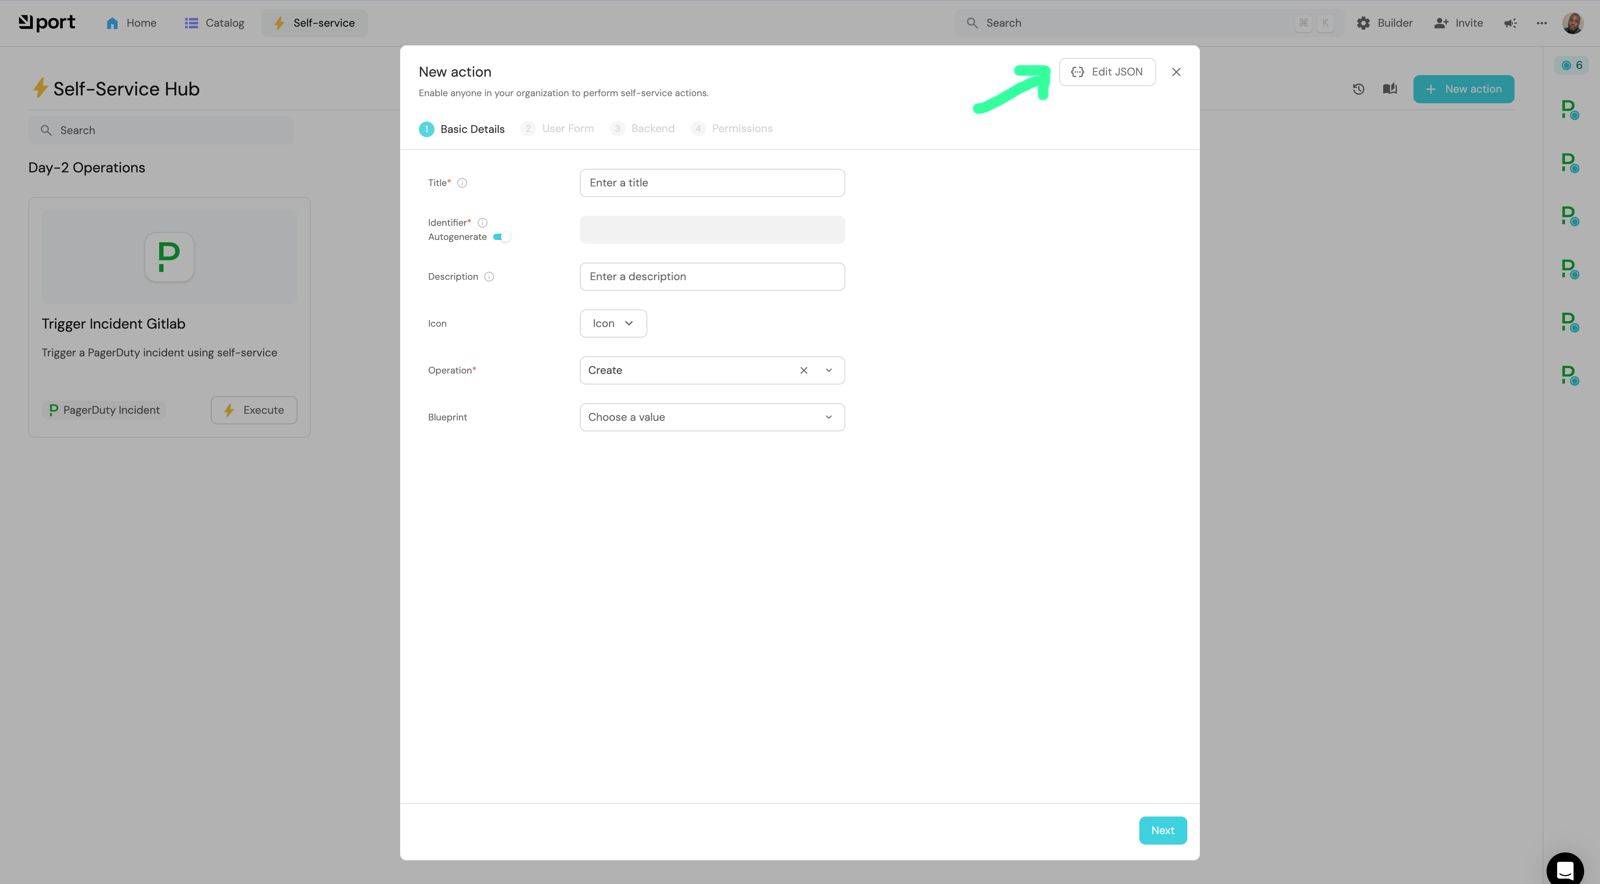 port
Home
Catalog
Self-service
Search
⌘ K
Builder
Invite
Self-Service Hub
New action
6
Search
Day-2 Operations
P
Trigger Incident Gitlab
Trigger a PagerDuty incident using self-service
P PagerDuty Incident
Execute
New action
Edit JSON
Enable anyone in your organization to perform self-service actions.
1 Basic Details
2 User Form
3 Backend
4 Permissions
Title*
Enter a title
Identifier*
Autogenerate
Description
Enter a description
Icon
Icon
Operation*
Create
Blueprint
Choose a value
Next
P
P
P
P
P
P